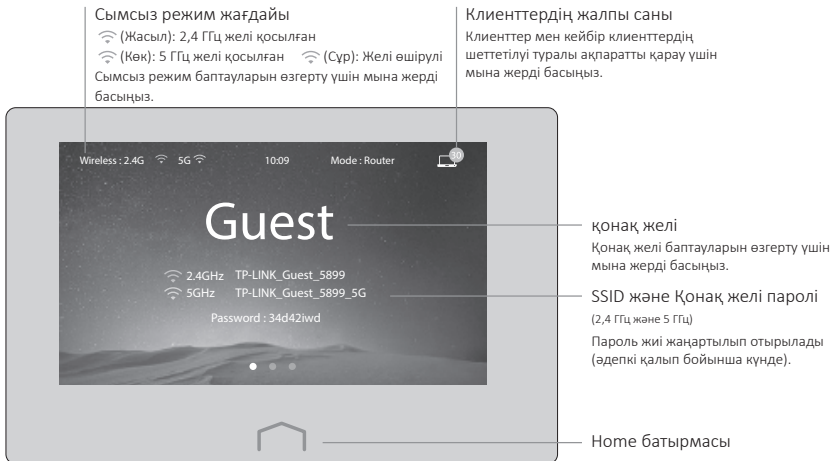 Сымсыз режим жағдайы
(Жасыл): 2,4 ГГц желі қосылған
(Көк): 5 ГГц желі қосылған (Сұр): Желі өшірулі
Сымсыз режим баптауларын өзгерту үшін мына жерді
басыңыз.
Клиенттердің жалпы саны
Клиенттер мен кейбір клиенттердің
шеттетілуі туралы ақпаратты қарау үшін
мына жерді басыңыз.
Wireless : 2.4G 5G 10:09 Mode : Router 30
Guest
2.4GHz TP-LINK_Guest_5899
5GHz TP-LINK_Guest_5899_5G
Password : 34d42iwd
қонақ желі
Қонақ желі баптауларын өзгерту үшін
мына жерді басыңыз.
SSID және Қонақ желі паролі
(2,4 ГГц және 5 ГГц)
Пароль жиі жаңартылып отырылады
(әдепкі қалып бойынша күнде).
Home батырмасы